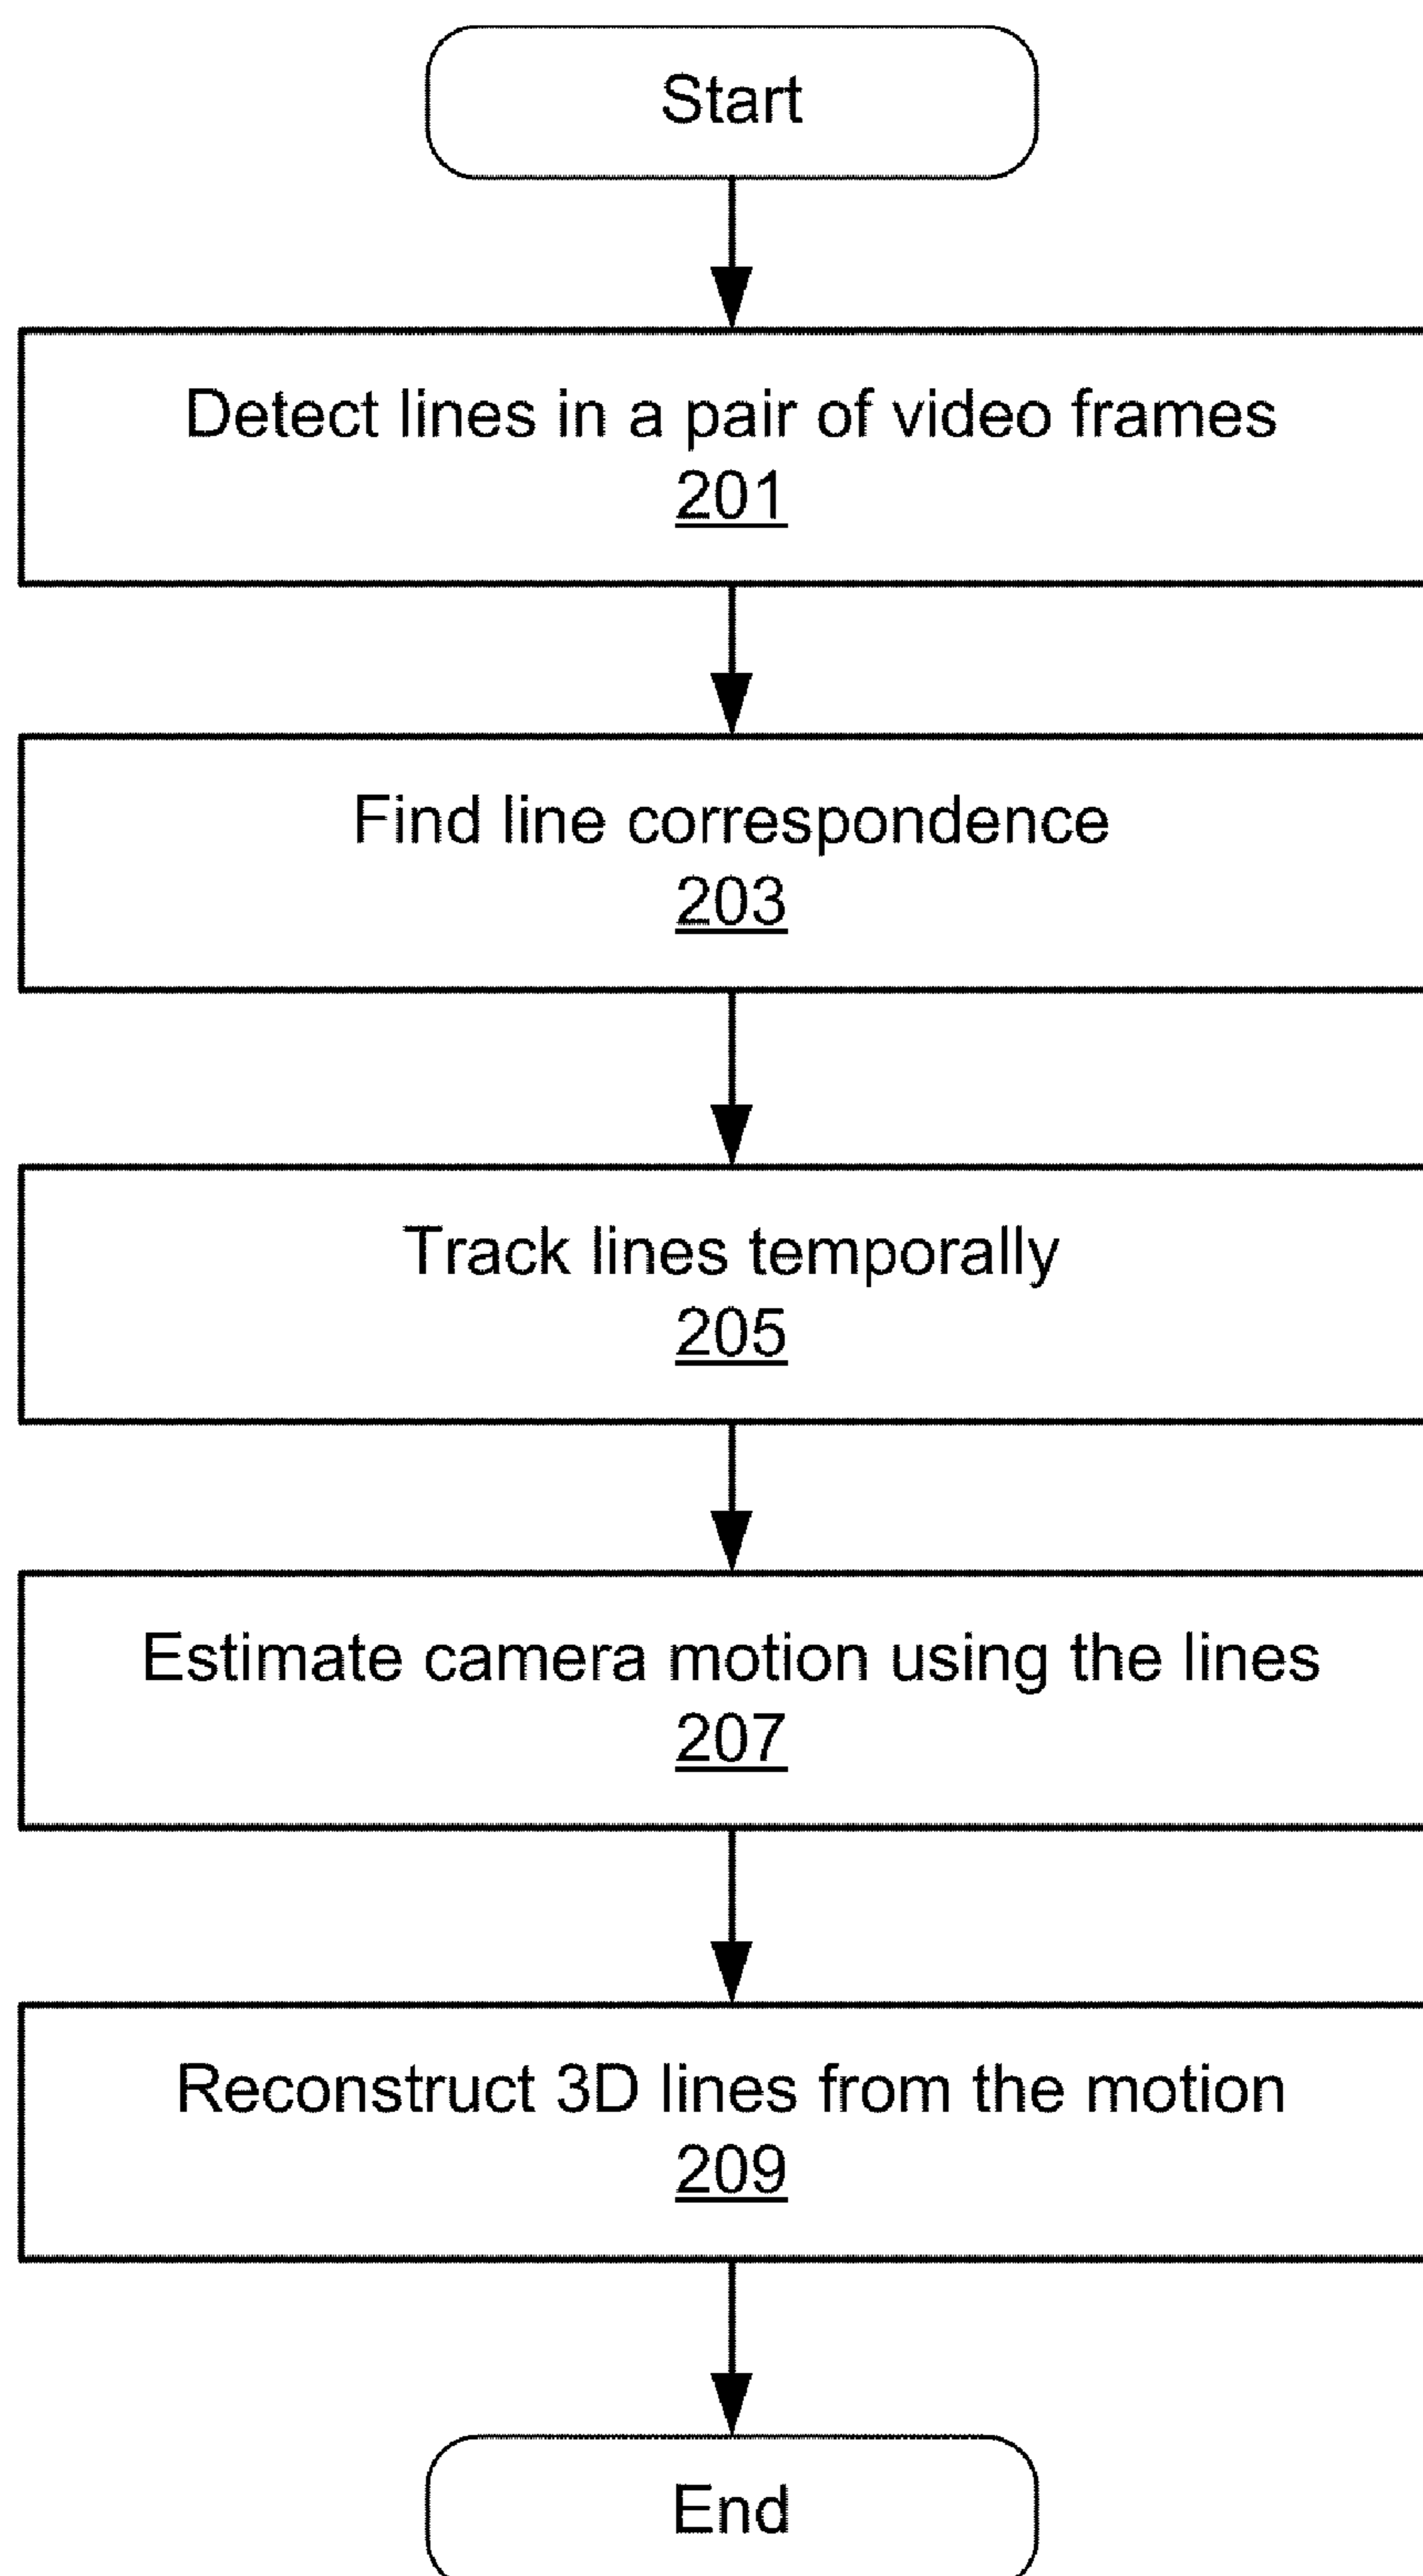 Start
Detect lines in a pair of video frames
201
Find line correspondence
203
Track lines temporally
205
Estimate camera motion using the lines
207
Reconstruct 3D lines from the motion
209
End